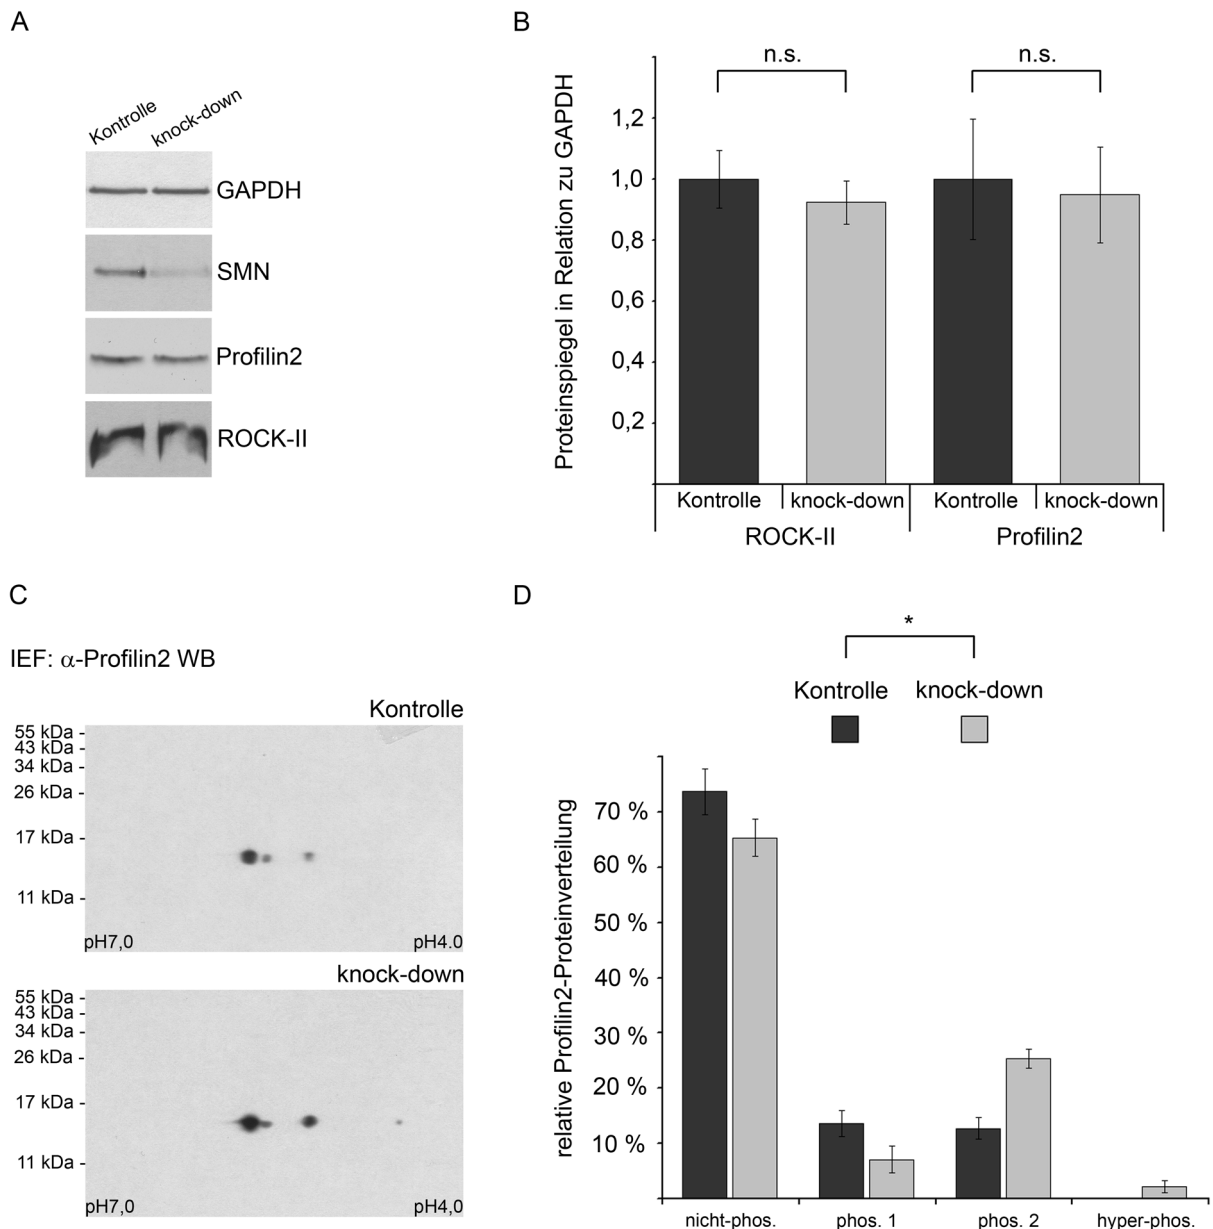 A
Kontrolle
knock-down
GAPDH
SMN
Profilin2
ROCK-II
B
n.s.
n.s.
Proteinspiegel in Relation zu GAPDH
1,2
1,0
0,8
0,6
0,4
0,2
Kontrolle
knock-down
Kontrolle
knock-down
ROCK-II
Profilin2
C
IEF: α-Profilin2 WB
Kontrolle
55 kDa -
43 kDa -
34 kDa -
26 kDa -
17 kDa -
11 kDa -
pH7,0
pH4.0
knock-down
55 kDa -
43 kDa -
34 kDa -
26 kDa -
17 kDa -
11 kDa -
pH7,0
pH4,0
D
*
Kontrolle
knock-down
relative Profilin2-Proteinverteilung
70 %
60 %
50 %
40 %
30 %
20 %
10 %
nicht-phos.
phos. 1
phos. 2
hyper-phos.